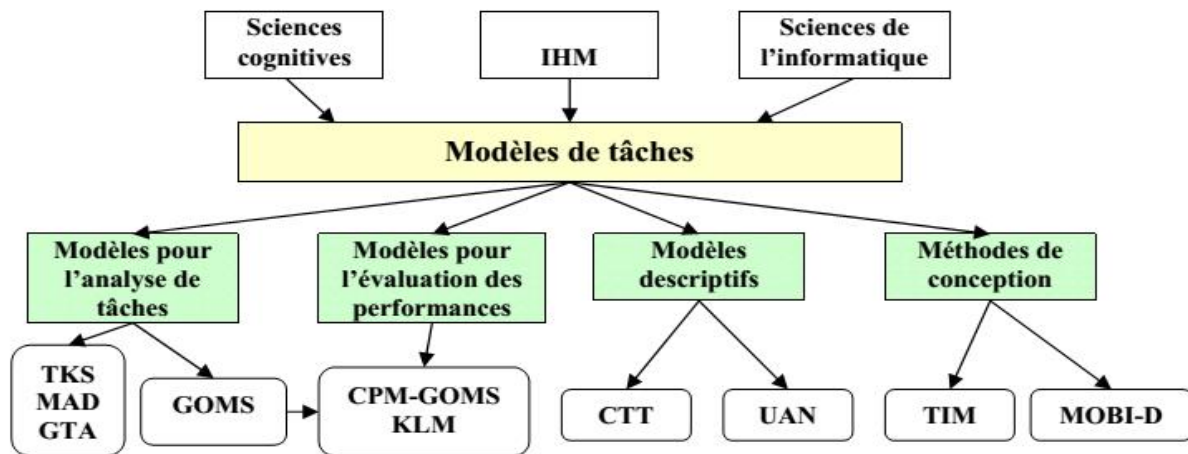 Sciences
cognitives
IHM
Sciences de
l'informatique
Modèles de tâches
Modèles pour
l'analyse de
tâches
Modèles pour
l'évaluation des
performances
Modèles
descriptifs
Méthodes de
conception
TKS
MAD
GTA
GOMS
CPM-GOMS
KLM
CTT
UAN
TIM
MOBI-D